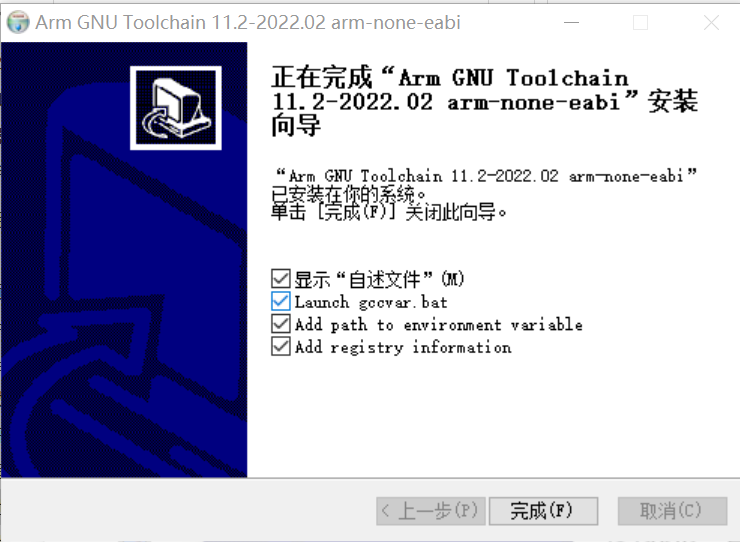 Arm GNU Toolchain 11.2-2022.02 arm-none-eabi
正在完成“Arm GNU Toolchain
11.2-2022.02 arm-none-eabi”安装
向导
“Arm GNU Toolchain 11.2-2022.02 arm-none-eabi”
已安装在你的系统。
单击 [完成(F)] 关闭此向导。
显示“自述文件”(M)
Launch gccvar.bat
Add path to environment variable
Add registry information
< 上一步(P) 完成(F) 取消(C)